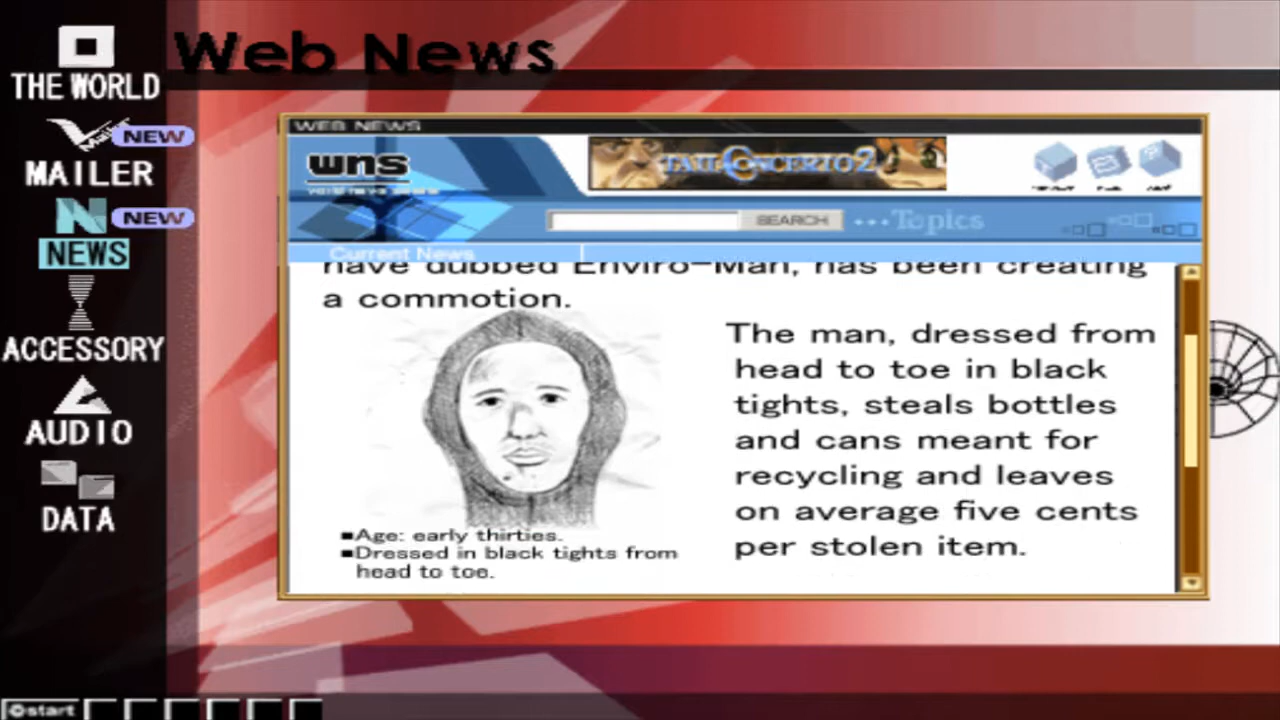 Web News
THE WORLD
NEW
MAILER
NEW
NEWS
ACCESSORY
AUDIO
DATA
WEB NEWS
wns
TAIL CONCERTO 2
SEARCH
...Topics
Current News
have dubbed Enviro-Man, has been creating
a commotion.
The man, dressed from
head to toe in black
tights, steals bottles
and cans meant for
recycling and leaves
on average five cents
per stolen item.
■Age: early thirties.
■Dressed in black tights from
head to toe.
start